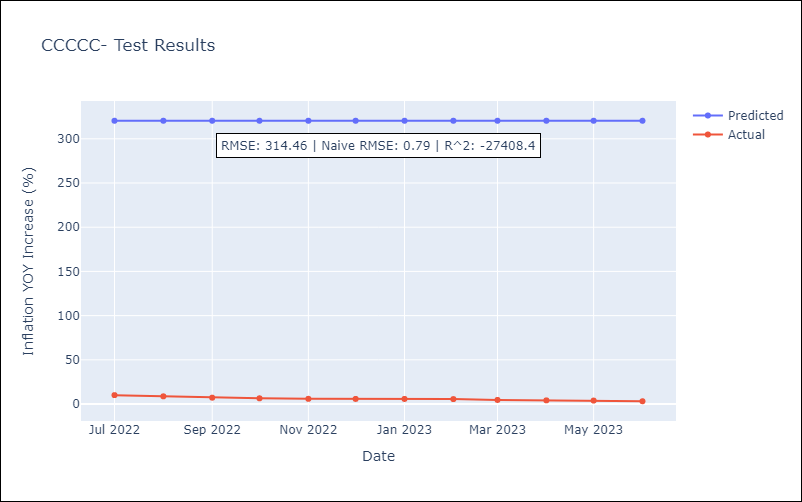 CCCCC- Test Results
Predicted
Actual
RMSE: 314.46 | Naive RMSE: 0.79 | R^2: -27408.4
Inflation YOY Increase (%)
300
250
200
150
100
50
0
Jul 2022 Sep 2022 Nov 2022 Jan 2023 Mar 2023 May 2023
Date